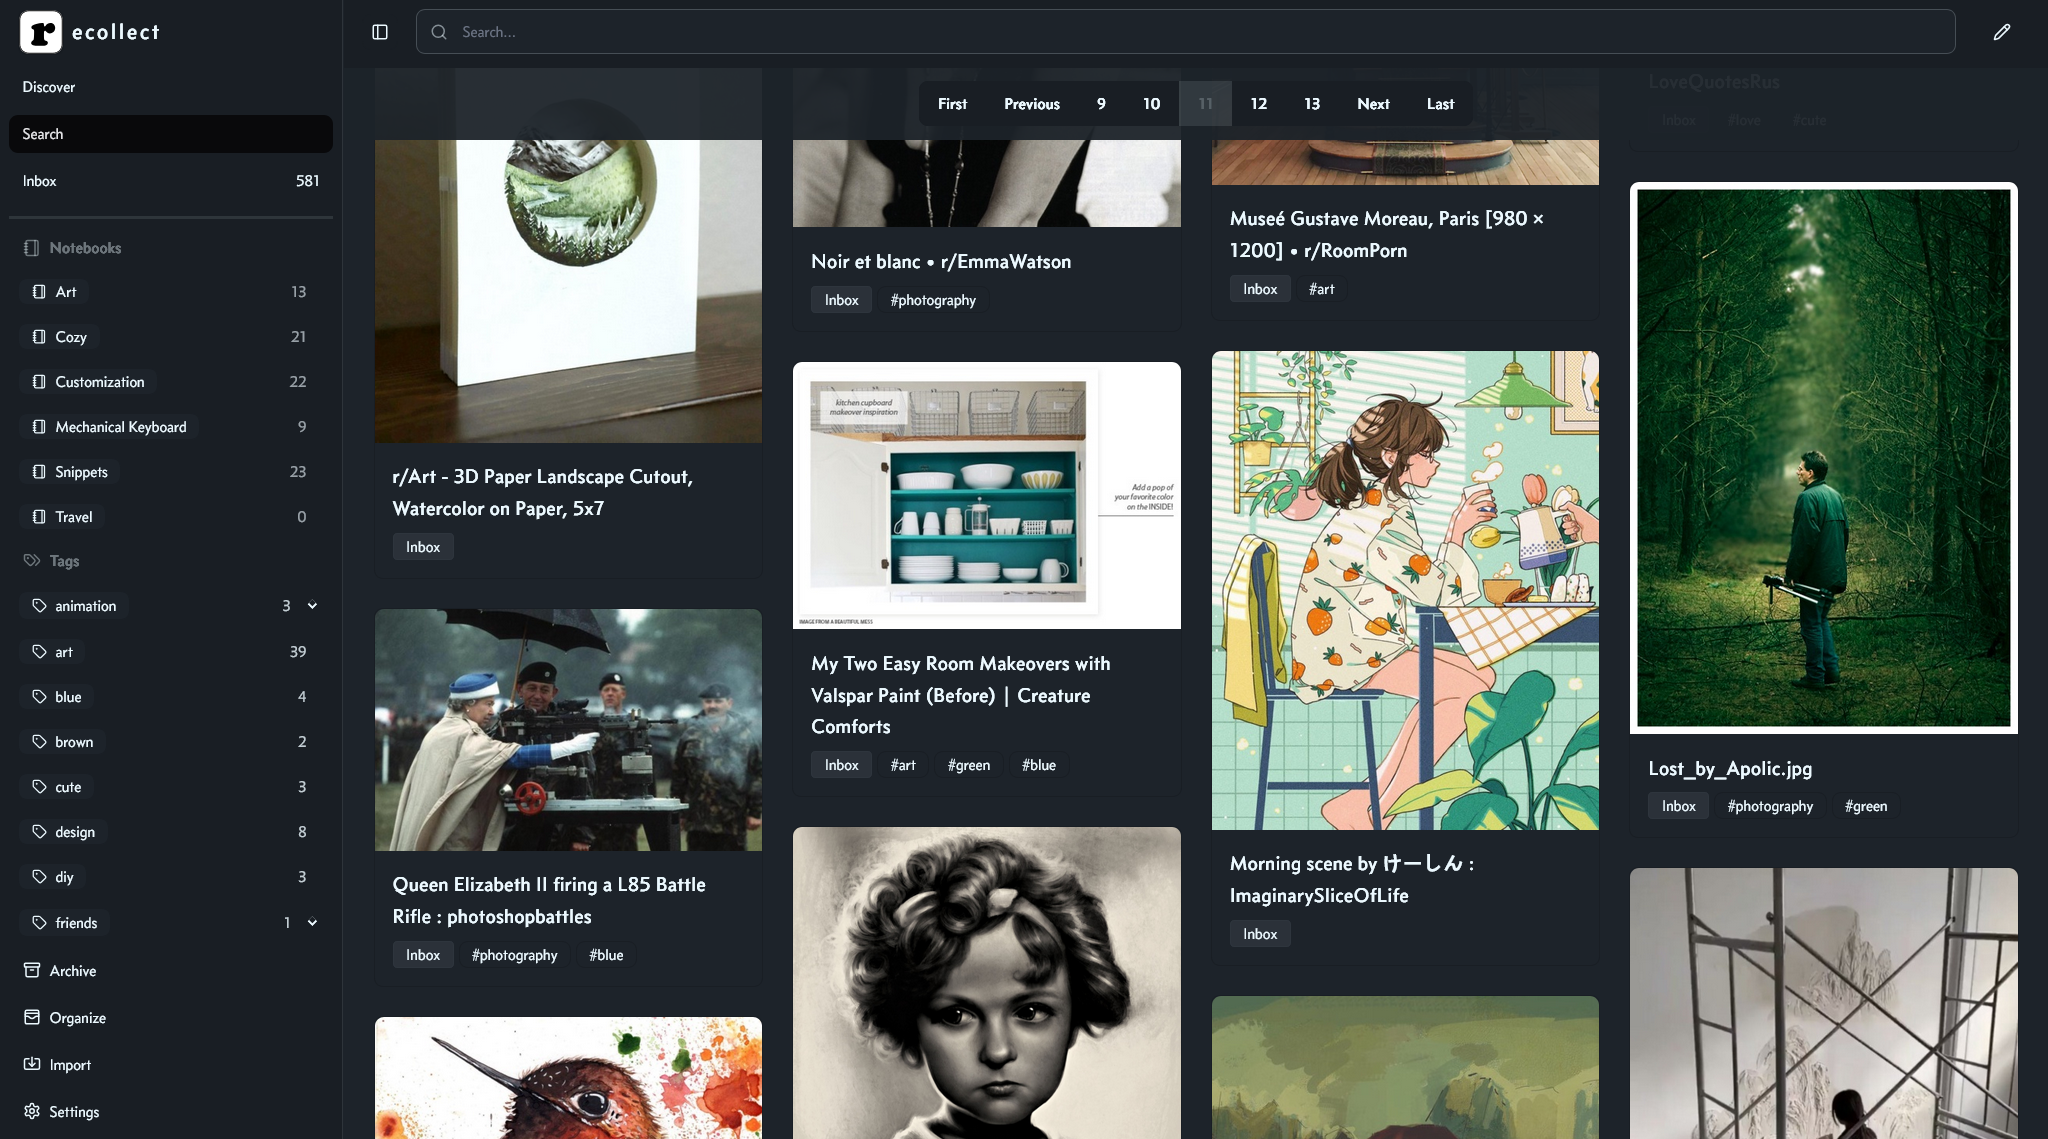 r ecollect
Discover
Search
Inbox 581
Notebooks
Art 13
Cozy 21
Customization 22
Mechanical Keyboard 9
Snippets 23
Travel 0
Tags
animation 3
art 39
blue 4
brown 2
cute 3
design 8
diy 3
friends 1
Archive
Organize
Import
Settings
Search...
First Previous 9 10 11 12 13 Next Last
r/Art - 3D Paper Landscape Cutout,
Watercolor on Paper, 5x7
Inbox
Queen Elizabeth II firing a L85 Battle
Rifle : photoshopbattles
Inbox #photography #blue
Noir et blanc • r/EmmaWatson
Inbox #photography
kitchen cupboard
makeover inspiration
Add a pop of
your favorite color
on the INSIDE!
IMAGE FROM A BEAUTIFUL MESS
My Two Easy Room Makeovers with
Valspar Paint (Before) | Creature
Comforts
Inbox #art #green #blue
Museé Gustave Moreau, Paris [980 ×
1200] • r/RoomPorn
Inbox #art
Morning scene by けーしん :
ImaginarySliceOfLife
Inbox
LoveQuotesRus
Inbox #love #cute
Lost_by_Apolic.jpg
Inbox #photography #green